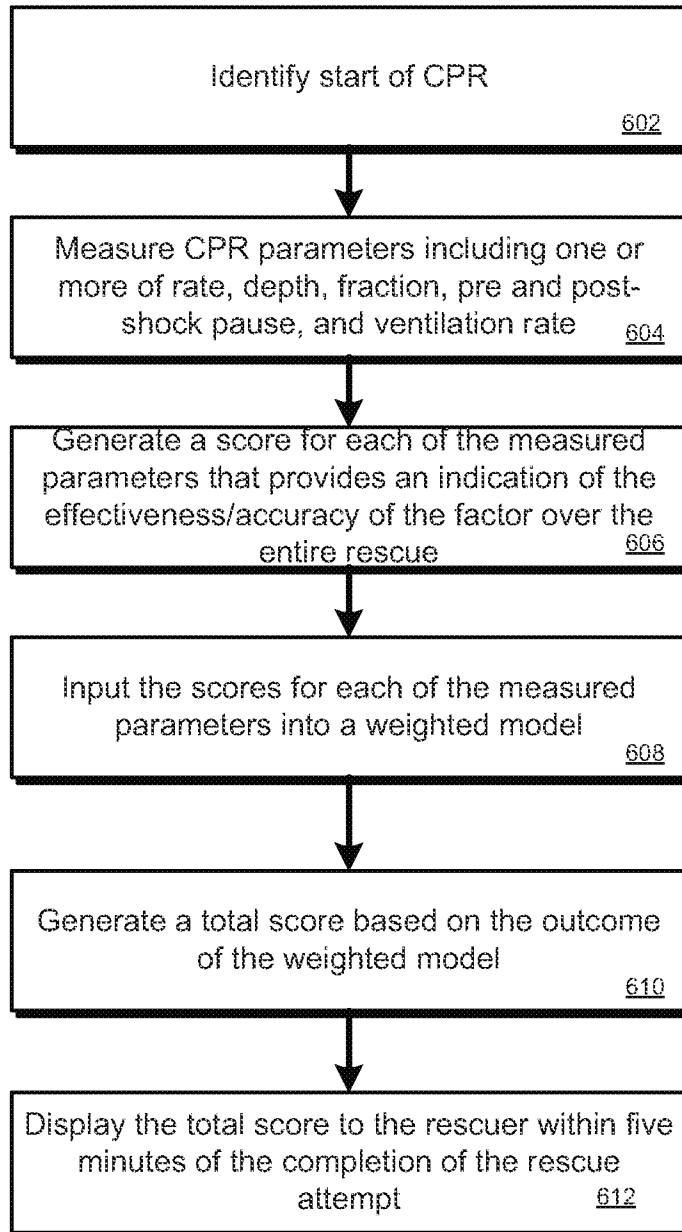 Identify start of CPR
602
Measure CPR parameters including one or
more of rate, depth, fraction, pre and post-
shock pause, and ventilation rate
604
Generate a score for each of the measured
parameters that provides an indication of the
effectiveness/accuracy of the factor over the
entire rescue
606
Input the scores for each of the measured
parameters into a weighted model
608
Generate a total score based on the outcome
of the weighted model
610
Display the total score to the rescuer within five
minutes of the completion of the rescue
attempt
612